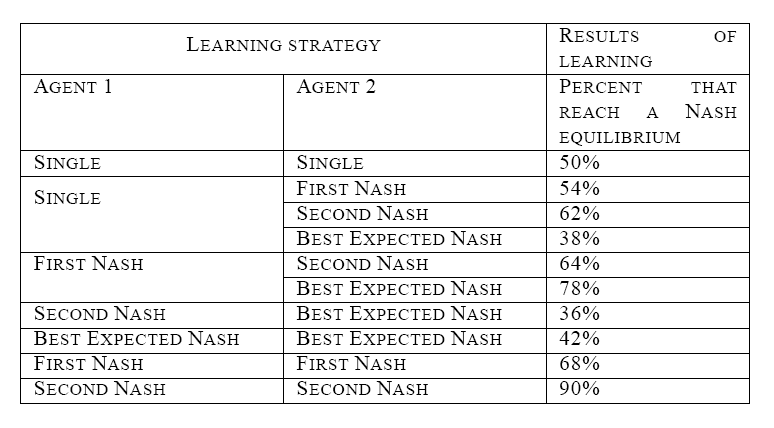 LEARNING STRATEGY
RESULTS OF
LEARNING
AGENT 1
AGENT 2
PERCENT THAT
REACH A NASH
EQUILIBRIUM
SINGLE
SINGLE
50%
SINGLE
FIRST NASH
54%
SECOND NASH
62%
BEST EXPECTED NASH
38%
FIRST NASH
SECOND NASH
64%
BEST EXPECTED NASH
78%
SECOND NASH
BEST EXPECTED NASH
36%
BEST EXPECTED NASH
BEST EXPECTED NASH
42%
FIRST NASH
FIRST NASH
68%
SECOND NASH
SECOND NASH
90%